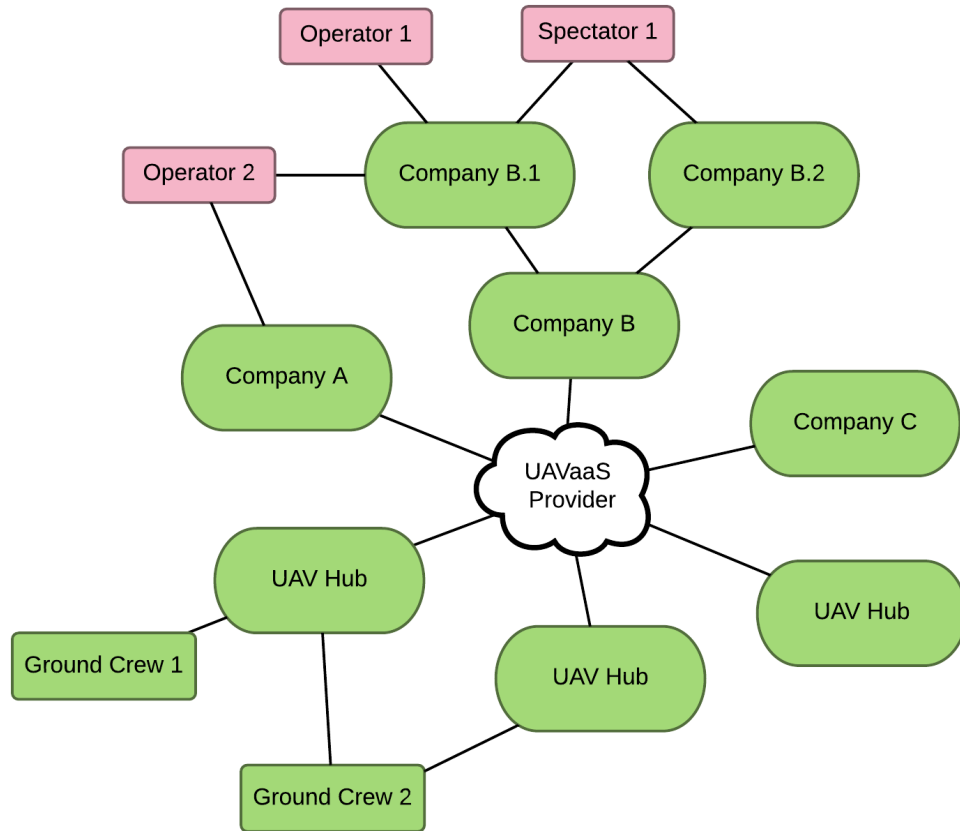 Operator 1
Spectator 1
Operator 2
Company B.1
Company B.2
Company B
Company A
Company C
UAVaaS
Provider
UAV Hub
UAV Hub
Ground Crew 1
UAV Hub
Ground Crew 2